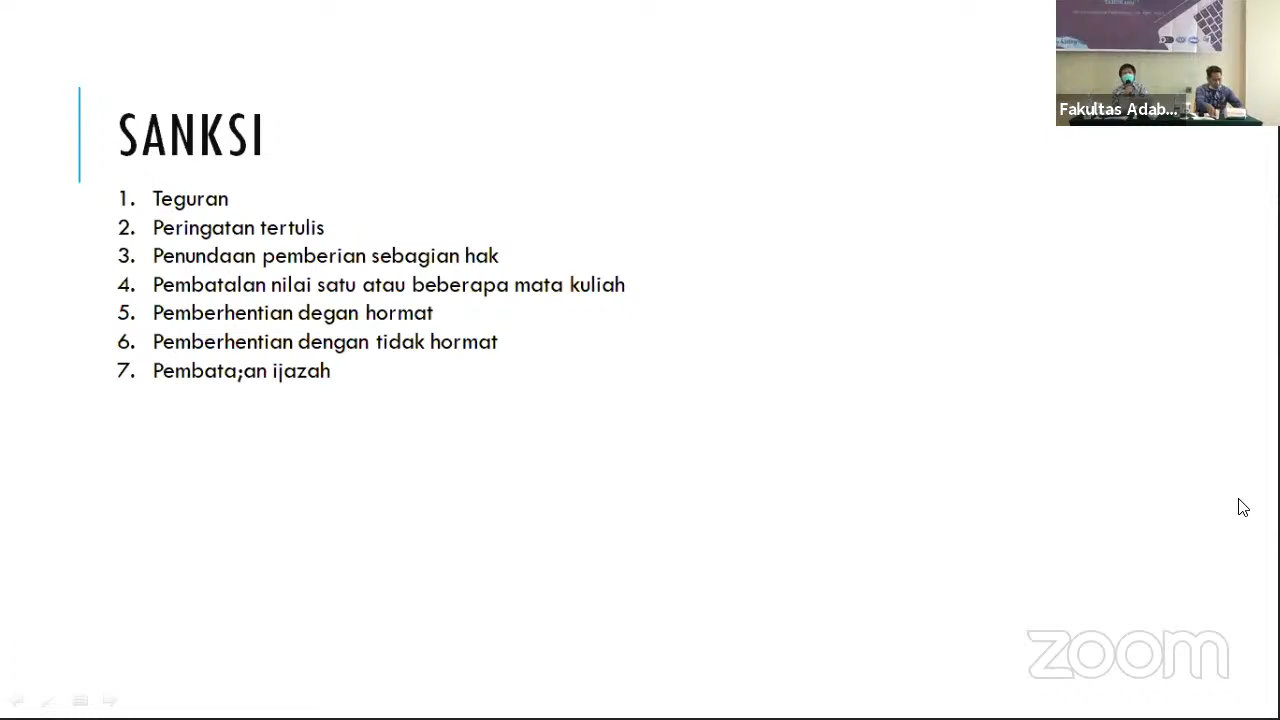 SANKSI
1. Teguran
2. Peringatan tertulis
3. Penundaan pemberian sebagian hak
4. Pembatalan nilai satu atau beberapa mata kuliah
5. Pemberhentian degan hormat
6. Pemberhentian dengan tidak hormat
7. Pembata;an ijazah
Fakultas Adab...
zoom